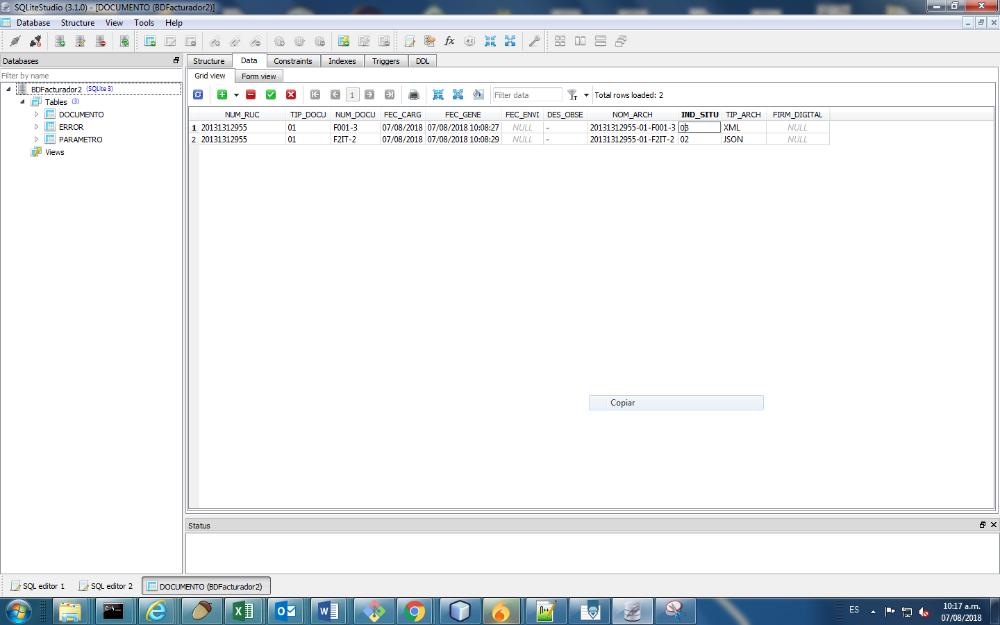 SQLiteStudio (3.1.0) - [DOCUMENTO (BDFacturador2)]
Database Structure View Tools Help
Databases
Filter by name
BDFacturador2 (SQLite 3)
Tables (3)
DOCUMENTO
ERROR
PARAMETRO
Views
Structure Data Constraints Indexes Triggers DDL
Grid view Form view
1 Filter data Total rows loaded: 2
NUM_RUC TIP_DOCU NUM_DOCU FEC_CARG FEC_GENE FEC_ENVI DES_OBSE NOM_ARCH IND_SITU TIP_ARCH FIRM_DIGITAL
1 20131312955 01 F001-3 07/08/2018 07/08/2018 10:08:27 NULL - 20131312955-01-F001-3 03 XML NULL
2 20131312955 01 F2IT-2 07/08/2018 07/08/2018 10:08:29 NULL - 20131312955-01-F2IT-2 02 JSON NULL
Copiar
Status
SQL editor 1 SQL editor 2 DOCUMENTO (BDFacturador2)
ES
10:17 a.m.
07/08/2018